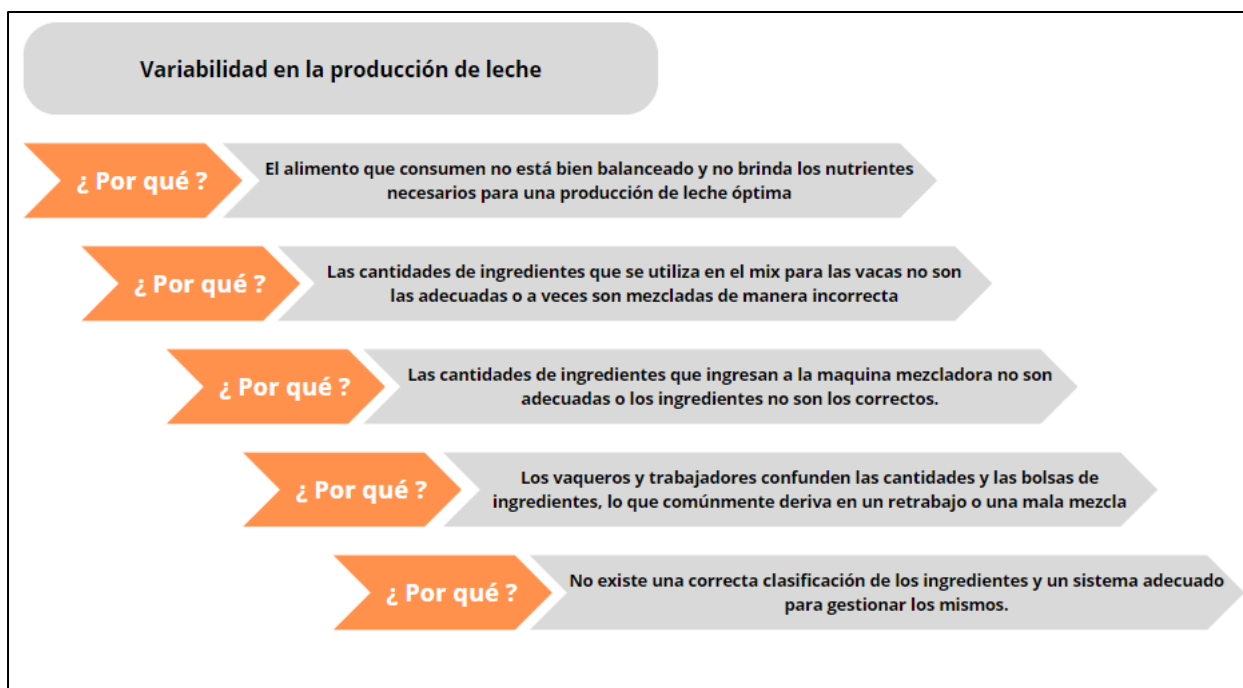 Variabilidad en la producción de leche
¿ Por qué ?
El alimento que consumen no está bien balanceado y no brinda los nutrientes
necesarios para una producción de leche óptima
¿ Por qué ?
Las cantidades de ingredientes que se utiliza en el mix para las vacas no son
las adecuadas o a veces son mezcladas de manera incorrecta
¿ Por qué ?
Las cantidades de ingredientes que ingresan a la maquina mezcladora no son
adecuadas o los ingredientes no son los correctos.
¿ Por qué ?
Los vaqueros y trabajadores confunden las cantidades y las bolsas de
ingredientes, lo que comúnmente deriva en un retrabajo o una mala mezcla
¿ Por qué ?
No existe una correcta clasificación de los ingredientes y un sistema adecuado
para gestionar los mismos.